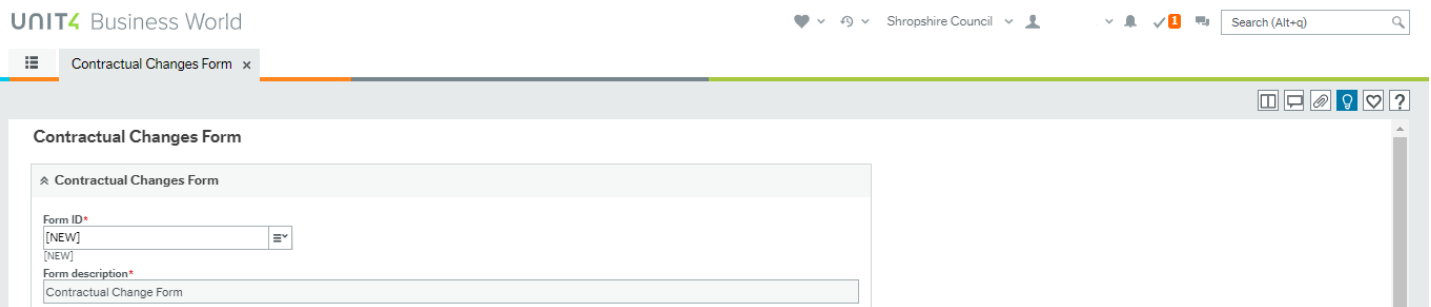 UNIT4 Business World
Shropshire Council
1
Search (Alt+q)
Contractual Changes Form x
?
Contractual Changes Form
Contractual Changes Form
Form ID*
[NEW]
[NEW]
Form description*
Contractual Change Form